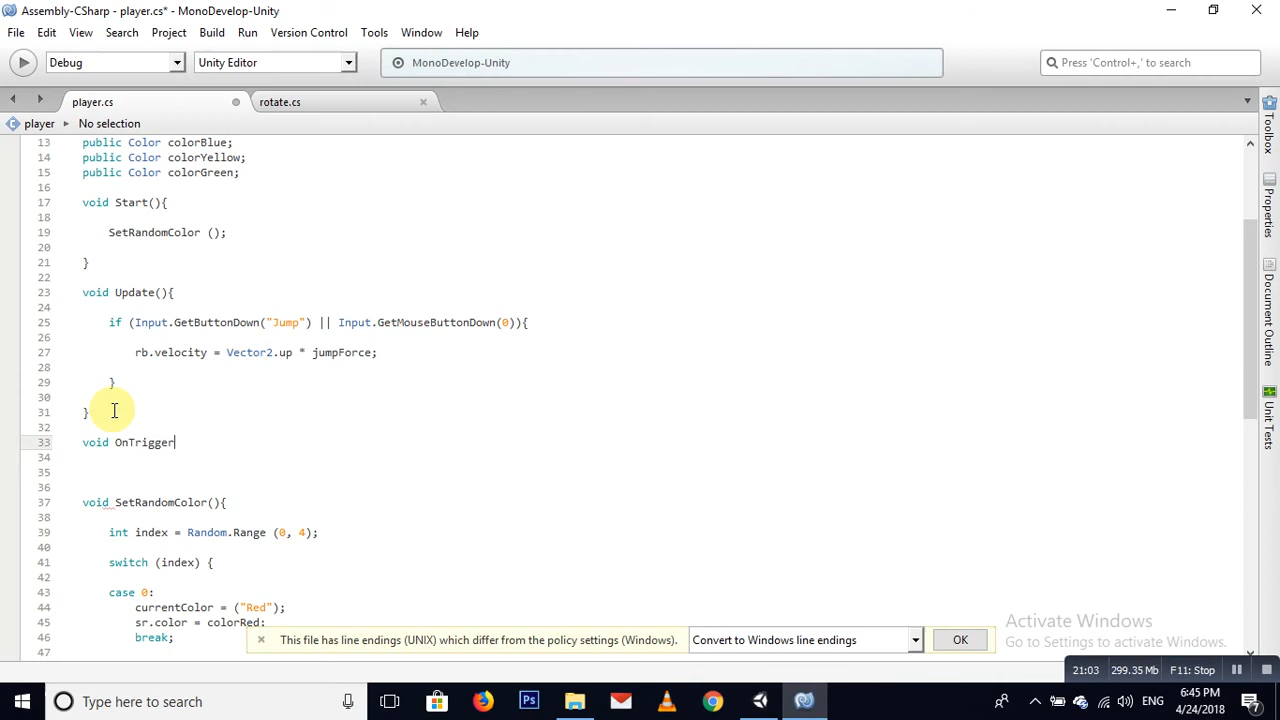 Assembly-CSharp - player.cs* - MonoDevelop-Unity
File Edit View Search Project Build Run Version Control Tools Window Help
Debug Unity Editor MonoDevelop-Unity Press 'Control+,' to search
player.cs rotate.cs
player No selection
13 public Color colorBlue;
14 public Color colorYellow;
15 public Color colorGreen;
16
17 void Start(){
18
19 SetRandomColor ();
20
21 }
22
23 void Update(){
24
25 if (Input.GetButtonDown("Jump") || Input.GetMouseButtonDown(0)){
26
27 rb.velocity = Vector2.up * jumpForce;
28
29 }
30
31 }
32
33 void OnTrigger
34
35
36
37 void SetRandomColor(){
38
39 int index = Random.Range (0, 4);
40
41 switch (index) {
42
43 case 0:
44 currentColor = ("Red");
45 sr.color = colorRed;
46 break;
47
This file has line endings (UNIX) which differ from the policy settings (Windows). Convert to Windows line endings OK
Toolbox
Properties
Document Outline
Unit Tests
Activate Windows
Go to Settings to activate Windows.
21:03 299.35 Mb F11: Stop
Type here to search
Ps
ENG
6:45 PM
4/24/2018
7